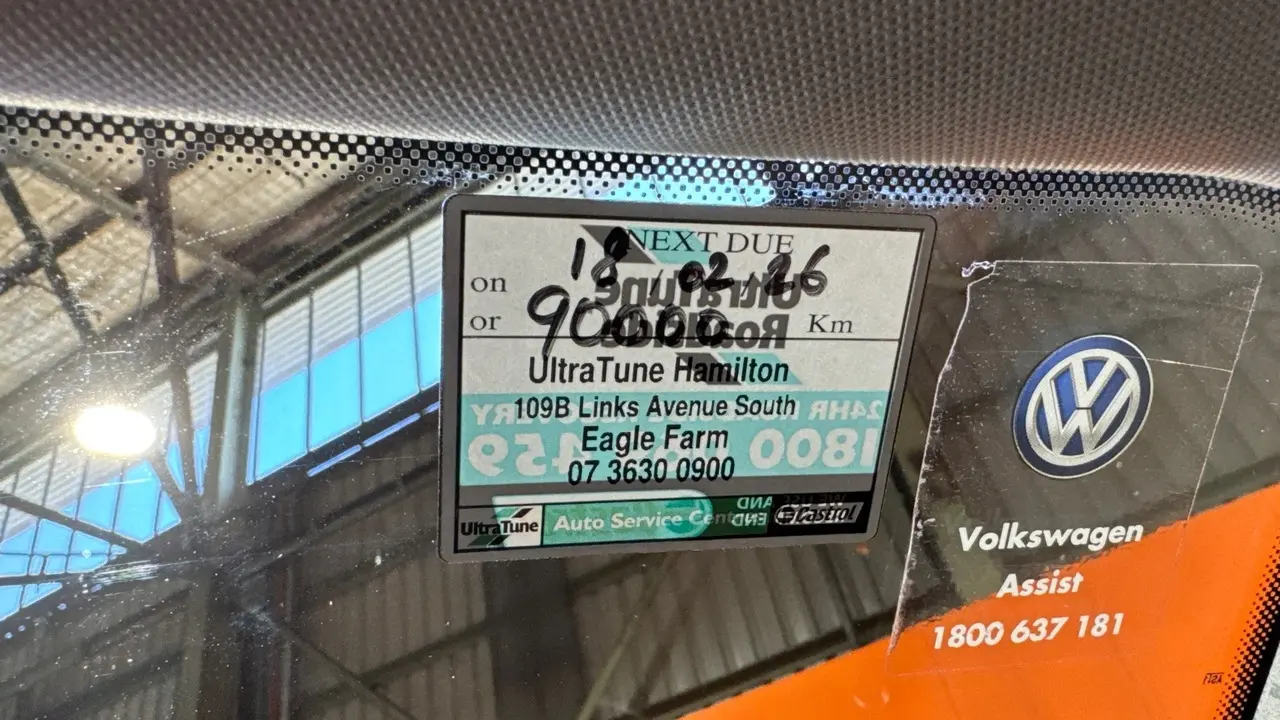 NEXT DUE
on 18.02.26
or 90000 Km
UltraTune Hamilton
109B Links Avenue South
Eagle Farm
07 3630 0900
UltraTune Auto Service Cent Castrol
Volkswagen
Assist
1800 637 181